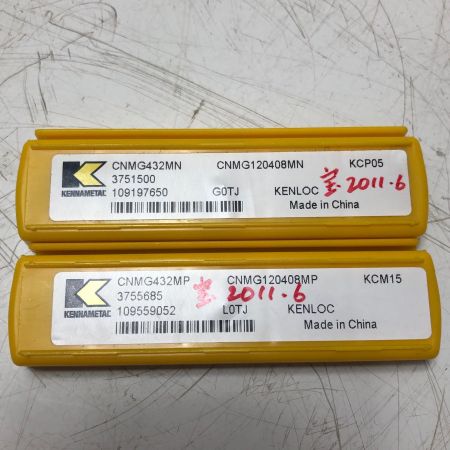 CNMG432MN CNMG120408MN KCP05
3751500
109197650 G0TJ KENLOC 2011.6
Made in China
KENNAMETAL
CNMG432MP CNMG120408MP KCM15
3755685 2011.6
109559052 L0TJ KENLOC
Made in China
KENNAMETAL